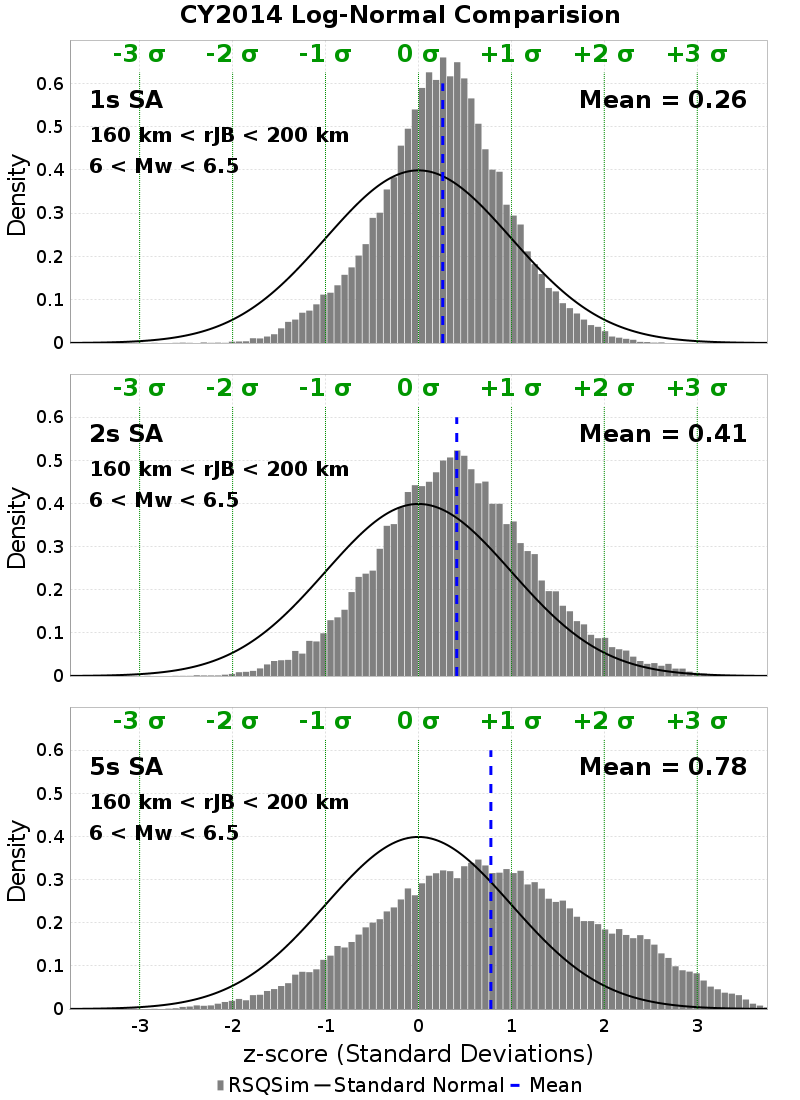 CY2014 Log-Normal Comparision
-3 σ -2 σ -1 σ 0 σ +1 σ +2 σ +3 σ
1s SA Mean = 0.26
160 km < rJB < 200 km
6 < Mw < 6.5
0.6
0.5
0.4
0.3
0.2
0.1
0
Density
-3 σ -2 σ -1 σ 0 σ +1 σ +2 σ +3 σ
2s SA Mean = 0.41
160 km < rJB < 200 km
6 < Mw < 6.5
0.6
0.5
0.4
0.3
0.2
0.1
0
Density
-3 σ -2 σ -1 σ 0 σ +1 σ +2 σ +3 σ
5s SA Mean = 0.78
160 km < rJB < 200 km
6 < Mw < 6.5
0.6
0.5
0.4
0.3
0.2
0.1
0
Density
-3 -2 -1 0 1 2 3
z-score (Standard Deviations)
RSQSim Standard Normal Mean